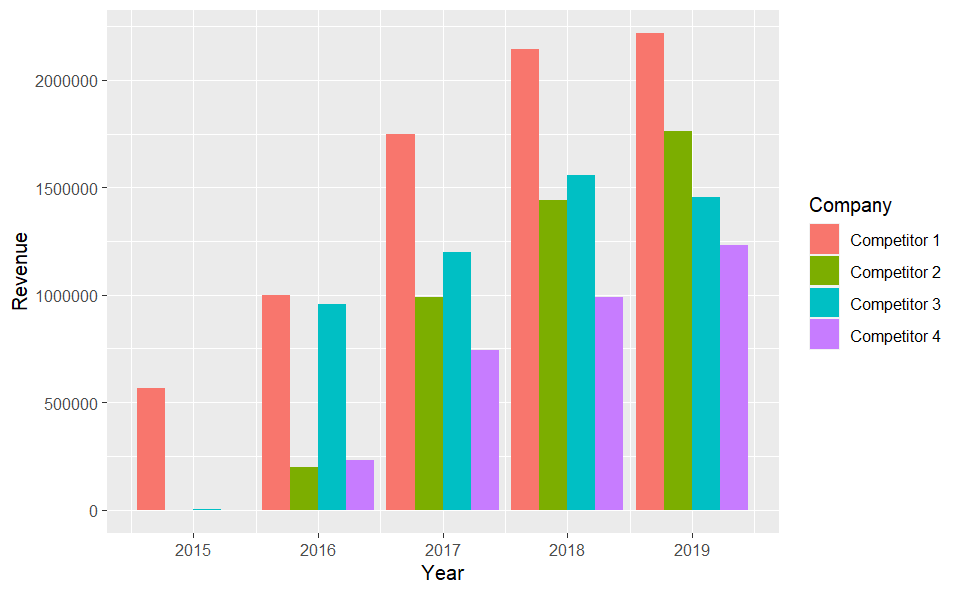 Revenue
2000000
1500000
1000000
500000
0
2015 2016 2017 2018 2019
Year
Company
Competitor 1
Competitor 2
Competitor 3
Competitor 4